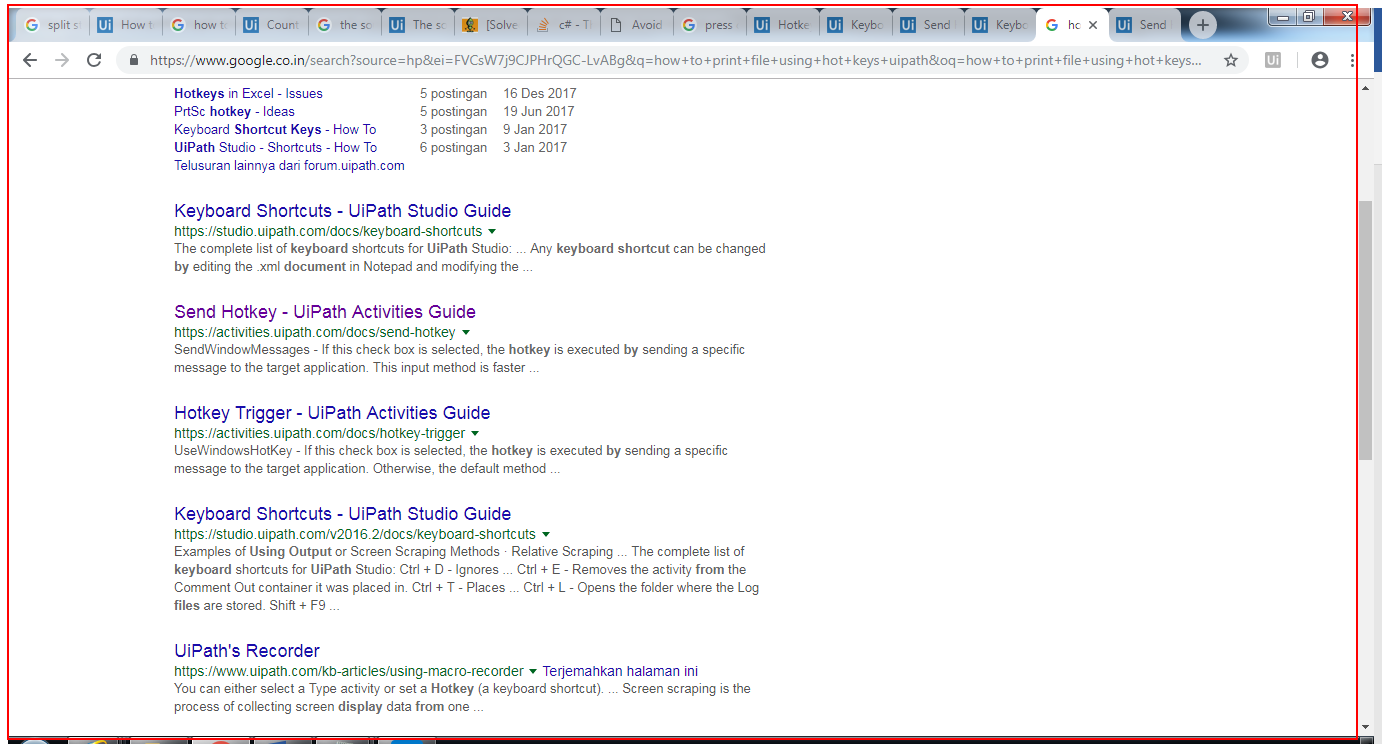 split s
How t
how t
Count
the so
The sc
[Solve
c# - Tl
Avoid
press
Hotke
Keybo
Send
Keybo
hc
Send
https://www.google.co.in/search?source=hp&ei=FVCsW7j9CJPHrQGC-LvABg&q=how+to+print+file+using+hot+keys+uipath&oq=how+to+print+file+using+hot+keys...
Hotkeys in Excel - Issues 5 postingan 16 Des 2017
PrtSc hotkey - Ideas 5 postingan 19 Jun 2017
Keyboard Shortcut Keys - How To 3 postingan 9 Jan 2017
UiPath Studio - Shortcuts - How To 6 postingan 3 Jan 2017
Telusuran lainnya dari forum.uipath.com
Keyboard Shortcuts - UiPath Studio Guide
https://studio.uipath.com/docs/keyboard-shortcuts
The complete list of keyboard shortcuts for UiPath Studio: ... Any keyboard shortcut can be changed
by editing the .xml document in Notepad and modifying the ...
Send Hotkey - UiPath Activities Guide
https://activities.uipath.com/docs/send-hotkey
SendWindowMessages - If this check box is selected, the hotkey is executed by sending a specific
message to the target application. This input method is faster ...
Hotkey Trigger - UiPath Activities Guide
https://activities.uipath.com/docs/hotkey-trigger
UseWindowsHotKey - If this check box is selected, the hotkey is executed by sending a specific
message to the target application. Otherwise, the default method ...
Keyboard Shortcuts - UiPath Studio Guide
https://studio.uipath.com/v2016.2/docs/keyboard-shortcuts
Examples of Using Output or Screen Scraping Methods · Relative Scraping ... The complete list of
keyboard shortcuts for UiPath Studio: Ctrl + D - Ignores ... Ctrl + E - Removes the activity from the
Comment Out container it was placed in. Ctrl + T - Places ... Ctrl + L - Opens the folder where the Log
files are stored. Shift + F9 ...
UiPath's Recorder
https://www.uipath.com/kb-articles/using-macro-recorder Terjemahkan halaman ini
You can either select a Type activity or set a Hotkey (a keyboard shortcut). ... Screen scraping is the
process of collecting screen display data from one ...